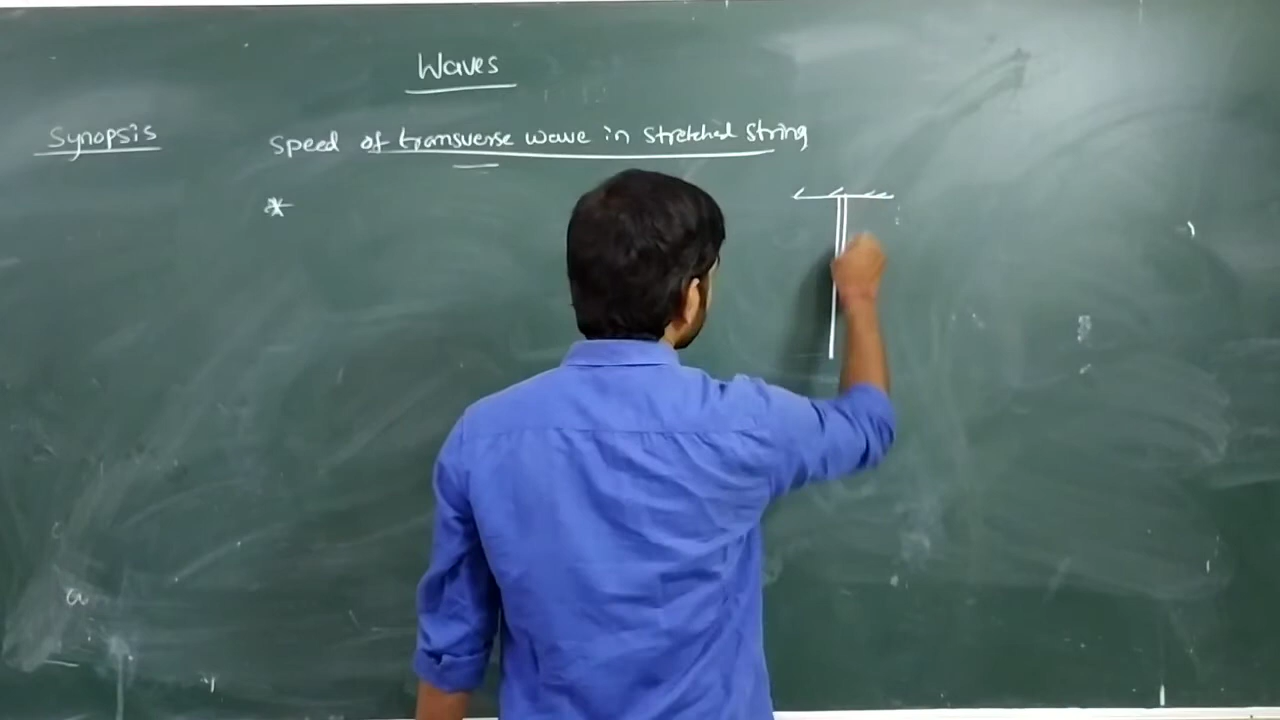 Waves
Synopsis
Speed of transverse wave in stretched string
*